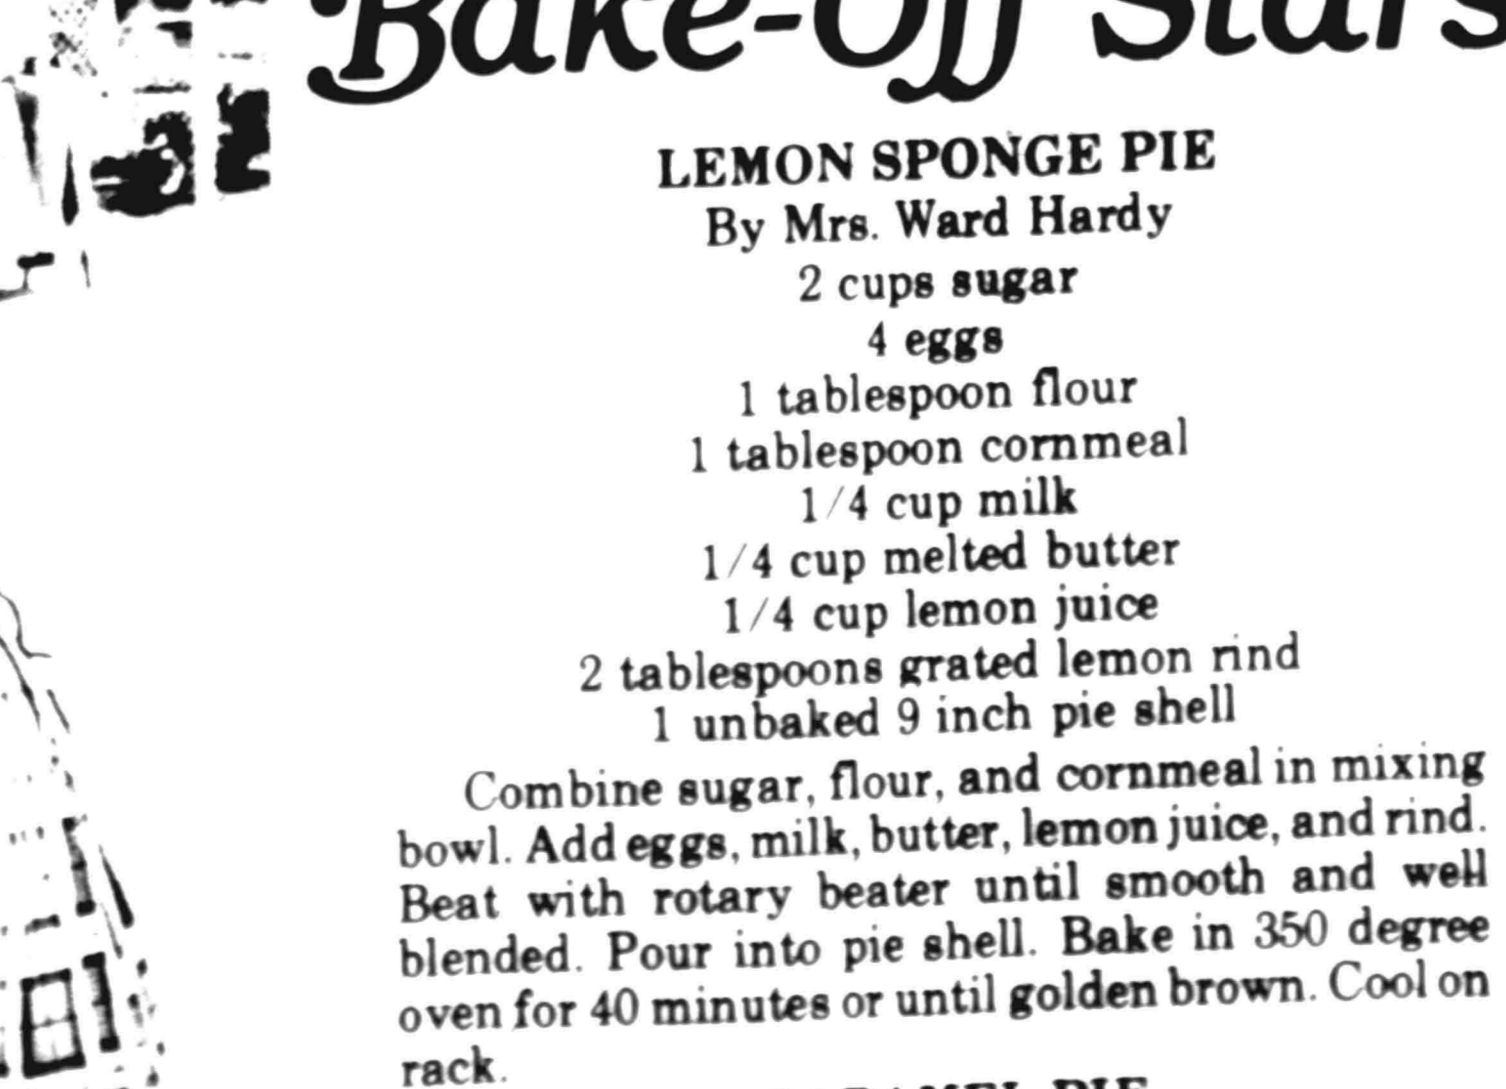 Bake-Off Stars
LEMON SPONGE PIE
By Mrs. Ward Hardy
2 cups sugar
4 eggs
1 tablespoon flour
1 tablespoon cornmeal
1/4 cup milk
1/4 cup melted butter
1/4 cup lemon juice
2 tablespoons grated lemon rind
1 unbaked 9 inch pie shell
Combine sugar, flour, and cornmeal in mixing
bowl. Add eggs, milk, butter, lemon juice, and rind.
Beat with rotary beater until smooth and well
blended. Pour into pie shell. Bake in 350 degree
oven for 40 minutes or until golden brown. Cool on
rack.
PIE